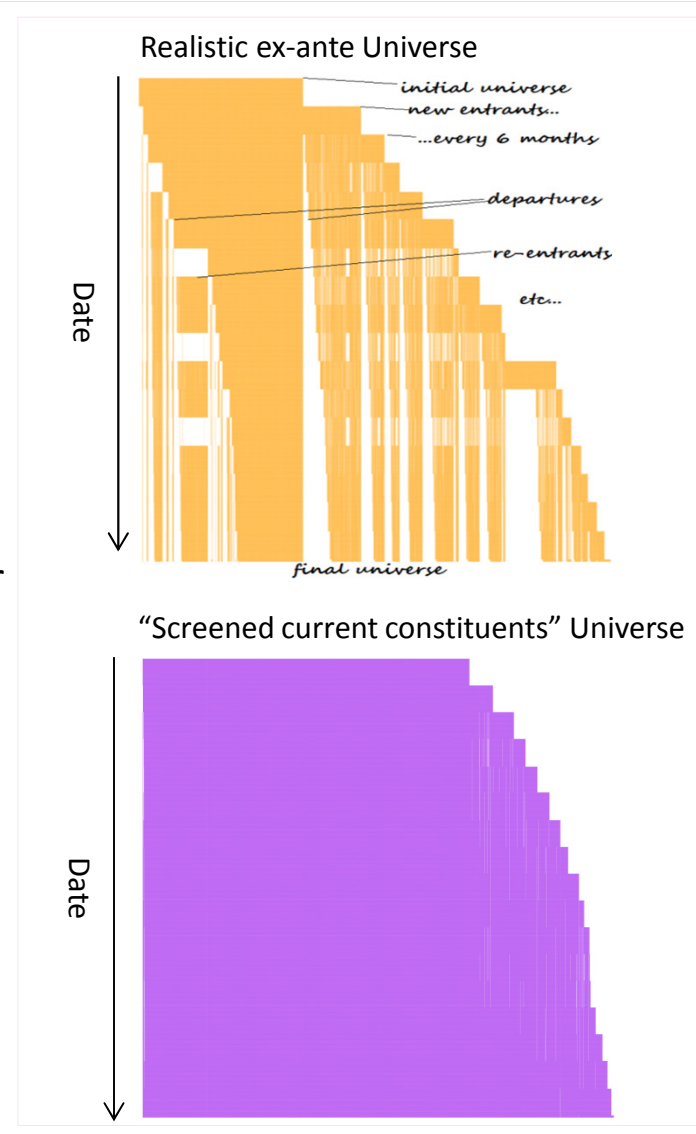 Realistic ex-ante Universe
initial universe
new entrants...
...every 6 months
departures
re-entrants
etc...
Date
final universe
“Screened current constituents” Universe
Date